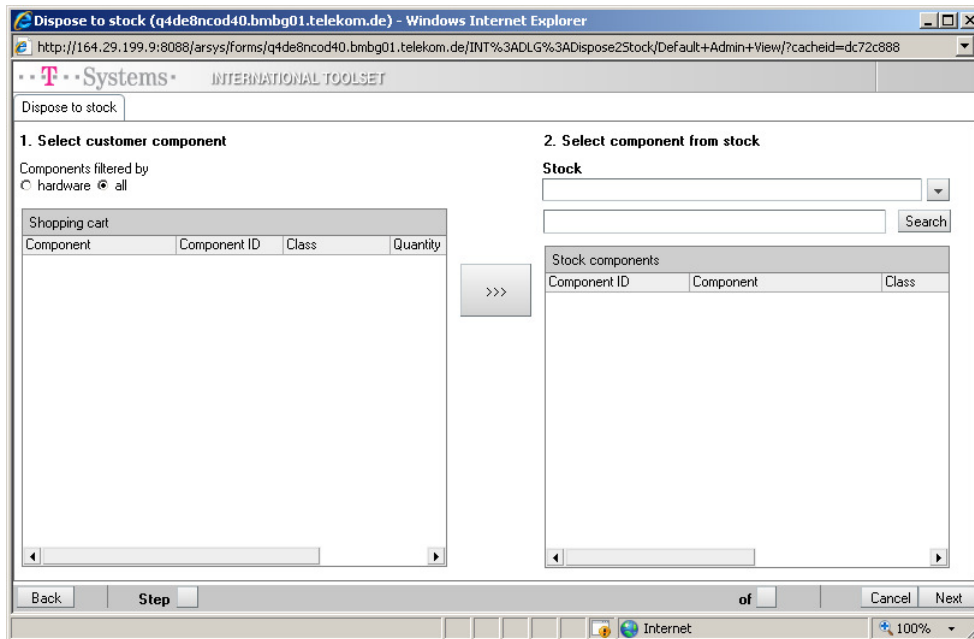 Dispose to stock (q4de8ncod40.bmbg01.telekom.de) - Windows Internet Explorer
http://164.29.199.9:8088/arsys/forms/q4de8ncod40.bmbg01.telekom.de/INT%3ADLG%3ADispose2Stock/Default+Admin+View/?cacheid=dc72c888
T Systems INTERNATIONAL TOOLSET
Dispose to stock
1. Select customer component
Components filtered by
hardware all
Shopping cart
Component Component ID Class Quantity
>>>
2. Select component from stock
Stock
Search
Stock components
Component ID Component Class
Back Step of Cancel Next
Internet 100%